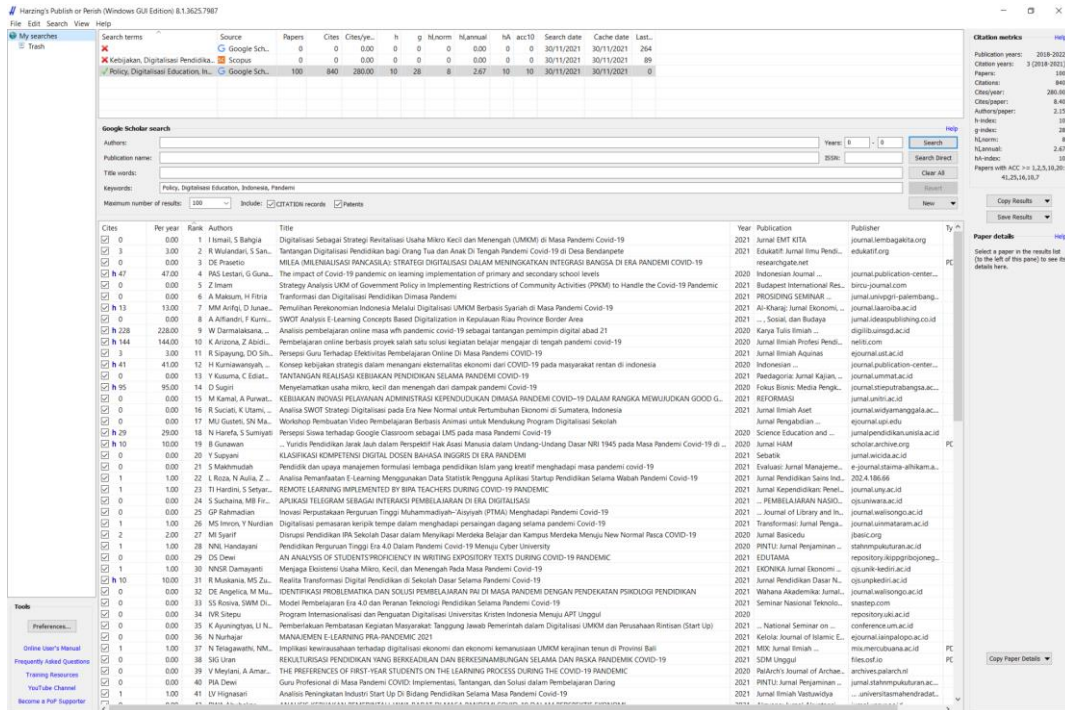 Harzing's Publish or Perish (Windows GUI Edition) 8.1.3625.7987
File Edit Search View Help
My searches
Trash
Search terms Source Papers Cites Cites/ye... h g hI,norm hI,annual hA acc10 Search date Cache date Last...
Google Sch... 0 0 0.00 0 0 0 0.00 0 0 30/11/2021 30/11/2021 264
Kebijakan, Digitalisasi Pendidika... Scopus 0 0 0.00 0 0 0 0.00 0 0 30/11/2021 30/11/2021 89
Policy, Digitalisasi Education, In... Google Sch... 100 840 280.00 10 28 8 2.67 10 10 30/11/2021 30/11/2021 0
Google Scholar search Help
Authors: Years: 0 - 0 Search
Publication name: ISSN: Search Direct
Title words: Clear All
Keywords: Policy, Digitalisasi Education, Indonesia, Pandemi Revert
Maximum number of results: 100 Include: CITATION records Patents New
Cites Per year Rank Authors Title Year Publication Publisher Ty
0 0.00 1 I Ismail, S Bahgia Digitalisasi Sebagai Strategi Revitalisasi Usaha Mikro Kecil dan Menengah (UMKM) di Masa Pandemi Covid-19 2021 Jurnal EMT KITA journal.lembagakita.org
3 3.00 2 R Wulandari, S San... Tantangan Digitalisasi Pendidikan bagi Orang Tua dan Anak Di Tengah Pandemi Covid-19 di Desa Bendanpete 2021 Edukatif: Jurnal Ilmu Pendi... edukatif.org
0 0.00 3 DE Prasetio MILEA (MILENIALISASI PANCASILA): STRATEGI DIGITALISASI DALAM MENINGKATKAN INTEGRASI BANGSA DI ERA PENDEMI COVID-19 researchgate.net
h 47 47.00 4 PAS Lestari, G Guna... The impact of Covid-19 pandemic on learning implementation of primary and secondary school levels 2020 Indonesian Journal ... journal.publication-center...
0 0.00 5 Z Imam Strategy Analysis UKM of Government Policy in Implementing Restrictions of Community Activities (PPKM) to Handle the Covid-19 Pandemic 2021 Budapest International Res... bircu-journal.com
0 0.00 6 A Maksum, H Fitria Tranformasi dan Digitalisasi Pendidikan Dimasa Pandemi 2021 PROSIDING SEMINAR ... jurnal.univpgri-palembang...
h 13 13.00 7 MM Arifqi, D Junae... Pemulihan Perekonomian Indonesia Melalui Digitalisasi UMKM Berbasis Syariah di Masa Pandemi Covid-19 2021 Al-Kharaj: Jurnal Ekonomi, ... journal.laaroiba.ac.id
0 0.00 8 A Alfiandri, F Kurni... SWOT Analysis E-Learning Concepts Based Digitalization in Kepulauan Riau Province Border Area 2021 ... , Sosial, dan Budaya jurnal.ideaspublishing.co.id
h 228 228.00 9 W Darmalaksana, ... Analisis pembelajaran online masa wfh pandemic covid-19 sebagai tantangan pemimpin digital abad 21 2020 Karya Tulis Ilmiah ... digilib.uinsgd.ac.id
h 144 144.00 10 K Arizona, Z Abidi... Pembelajaran online berbasis proyek salah satu solusi kegiatan belajar mengajar di tengah pandemi covid-19 2020 Jurnal Ilmiah Profesi Pendi... neliti.com
3 3.00 11 R Sipayung, DO Sih... Persepsi Guru Terhadap Efektivitas Pembelajaran Online Di Masa Pandemi COVID-19 2021 Jurnal Ilmiah Aquinas ejournal.ust.ac.id
h 41 41.00 12 H Kurniawansyah, ... Konsep kebijakan strategis dalam menangani eksternalitas ekonomi dari COVID-19 pada masyarakat rentan di indonesia 2020 Indonesian ... journal.publication-center...
0 0.00 13 Y Kusuma, C Ediat... TANTANGAN REALISASI KEBIJAKAN PENDIDIKAN SELAMA PANDEMI COVID-19 2021 Paedagoria: Jurnal Kajian, ... journal.ummat.ac.id
h 95 95.00 14 D Sugiri Menyelamatkan usaha mikro, kecil dan menengah dari dampak pandemi Covid-19 2020 Fokus Bisnis: Media Pengk... journal.stieputrabangsa.ac...
0 0.00 15 M Kamal, A Purwat... KEBIJAKAN INOVASI PELAYANAN ADMINISTRASI KEPENDUDUKAN DIMASA PANDEMI COVID–19 DALAM RANGKA MEWUJUDKAN GOOD G... 2021 REFORMASI jurnal.unitri.ac.id
0 0.00 16 R Suciati, K Utami, ... Analisa SWOT Strategi Digitalisasi pada Era New Normal untuk Pertumbuhan Ekonomi di Sumatera, Indonesia 2021 Jurnal Ilmiah Aset journal.widyamanggala.ac...
0 0.00 17 MU Gusteti, SN Ma... Workshop Pembuatan Video Pembelajaran Berbasis Animasi untuk Mendukung Program Digitalisasi Sekolah Jurnal Pengabdian ... ejournal.upi.edu
h 29 29.00 18 N Harefa, S Sumiyati Persepsi Siswa terhadap Google Classroom sebagai LMS pada masa Pandemi Covid-19 2020 Science Education and ... jurnalpendidikan.unisla.ac.id
h 10 10.00 19 B Gunawan ... Yuridis Pendidikan Jarak Jauh dalam Perspektif Hak Asasi Manusia dalam Undang-Undang Dasar NRI 1945 pada Masa Pandemi Covid-19 di ... 2020 Jurnal HAM scholar.archive.org
0 0.00 20 Y Supyani KLASIFIKASI KOMPETENSI DIGITAL DOSEN BAHASA INGGRIS DI ERA PANDEMI 2021 Sebatik jurnal.wicida.ac.id
0 0.00 21 S Makhmudah Pendidik dan upaya manajemen formulasi lembaga pendidikan Islam yang kreatif menghadapi masa pandemi covid-19 2021 Evaluasi: Jurnal Manajeme... e-journal.staima-alhikam.a...
1 1.00 22 L Roza, N Aulia, Z ... Analisa Pemanfaatan E-Learning Menggunakan Data Statistik Pengguna Aplikasi Startup Pendidikan Selama Wabah Pandemi Covid-19 2021 Jurnal Pendidikan Sains Ind... 2024.186.66
1 1.00 23 TI Hardini, S Setyar... REMOTE LEARNING IMPLEMENTED BY BIPA TEACHERS DURING COVID-19 PANDEMIC 2021 Jurnal Kependidikan: Penel... journal.uny.ac.id
0 0.00 24 S Suchaina, MB Fir... APLIKASI TELEGRAM SEBAGAI INTERAKSI PEMBELAJARAN DI ERA DIGITALISASI ... PEMBELAJARAN NASIO... ojs.uniwara.ac.id
0 0.00 25 GP Rahmadian Inovasi Perpustakaan Perguruan Tinggi Muhammadiyah-'Aisyiyah (PTMA) Menghadapi Pandemi Covid-19 2021 ... Journal of Library and In... journal.walisongo.ac.id
1 1.00 26 MS Imron, Y Nurdian Digitalisasi pemasaran keripik tempe dalam menghadapi persaingan dagang selama pandemi Covid-19 2021 Transformasi: Jurnal Penga... journal.uinmataram.ac.id
2 2.00 27 MI Syarif Disrupsi Pendidikan IPA Sekolah Dasar dalam Menyikapi Merdeka Belajar dan Kampus Merdeka Menuju New Normal Pasca COVID-19 2020 Jurnal Basicedu jbasic.org
1 1.00 28 NNL Handayani Pendidikan Perguruan Tinggi Era 4.0 Dalam Pandemi Covid-19 Menuju Cyber University 2020 PINTU: Jurnal Penjaminan ... stahnmpukuturan.ac.id
0 0.00 29 DS Dewi AN ANALYSIS OF STUDENTS'PROFICIENCY IN WRITING EXPOSITORY TEXTS DURING COVID-19 PANDEMIC 2021 EDUTAMA repository.ikippgribojoneg...
1 1.00 30 NNSR Damayanti Menjaga Eksistensi Usaha Mikro, Kecil, dan Menengah Pada Masa Pandemi Covid-19 2021 EKONIKA Jurnal Ekonomi ... ojs.unik-kediri.ac.id
h 10 10.00 31 R Muskania, MS Zu... Realita Transformasi Digital Pendidikan di Sekolah Dasar Selama Pandemi Covid-19 2021 Jurnal Pendidikan Dasar N... ojs.unpkediri.ac.id
0 0.00 32 DE Angelica, M Mu... IDENTIFIKASI PROBLEMATIKA DAN SOLUSI PEMBELAJARAN PAI DI MASA PANDEMI DENGAN PENDEKATAN PSIKOLOGI PENDIDIKAN 2021 Wahana Akademika: Jurnal... journal.walisongo.ac.id
0 0.00 33 SS Rosiva, SWM Di... Model Pembelajaran Era 4.0 dan Peranan Teknologi Pendidikan Selama Pandemi Covid-19 2021 Seminar Nasional Teknolo... snastep.com
0 0.00 34 IVR Sitepu Program Internasionalisasi dan Penguatan Digitalisasi Universitas Kristen Indonesia Menuju APT Unggul 2020 repository.uki.ac.id
0 0.00 35 K Ayuningtyas, LI N... Pemberlakuan Pembatasan Kegiatan Masyarakat: Tanggung Jawab Pemerintah dalam Digitalisasi UMKM dan Perusahaan Rintisan (Start Up) ... National Seminar on ... conference.um.ac.id
0 0.00 36 N Nurhajar MANAJEMEN E-LEARNING PRA-PANDEMIC 2021 2021 Kelola: Journal of Islamic E... ejournal.iainpalopo.ac.id
1 1.00 37 N Telagawathi, NM... Implikasi kewirausahaan terhadap digitalisasi ekonomi dan ekonomi kemanusiaan UMKM kerajinan tenun di Provinsi Bali 2021 MIX: Jurnal Ilmiah ... mix.mercubuana.ac.id
0 0.00 38 SIG Uran REKULTURISASI PENDIDIKAN YANG BERKEADILAN DAN BERKESINAMBUNGAN SELAMA DAN PASKA PANDEMIK COVID-19 2021 SDM Unggul files.osf.io
0 0.00 39 V Meylani, A Amar... THE PREFERENCES OF FIRST-YEAR STUDENTS ON THE LEARNING PROCESS DURING THE COVID-19 PANDEMIC 2020 PalArch's Journal of Archae... archives.palarch.nl
0 0.00 40 PIA Dewi Guru Profesional di Masa Pandemi COVID: Implementasi, Tantangan, dan Solusi dalam Pembelajaran Daring 2021 PINTU: Jurnal Penjaminan ... jurnal.stahnmpukuturan.ac...
1 1.00 41 LV Hignasari Analisis Peningkatan Industri Start Up Di Bidang Pendidikan Selama Masa Pandemi Covid-19 2021 Jurnal Ilmiah Vastuwidya ... universitasmahendradat...
Tools
Preferences...
Online User's Manual
Frequently Asked Questions
Training Resources
YouTube Channel
Become a PoP Supporter
Citation metrics Help
Publication years: 2018-2022
Citation years: 3 (2018-2021)
Papers: 100
Citations: 840
Cites/year: 280.00
Cites/paper: 8.40
Authors/paper: 2.15
h-index: 10
g-index: 28
hI,norm: 8
hI,annual: 2.67
hA-index: 10
Papers with ACC >= 1,2,5,10,20:
41,25,16,10,7
Copy Results
Save Results
Paper details Help
Select a paper in the results list
(to the left of this pane) to see its
details here.
Copy Paper Details